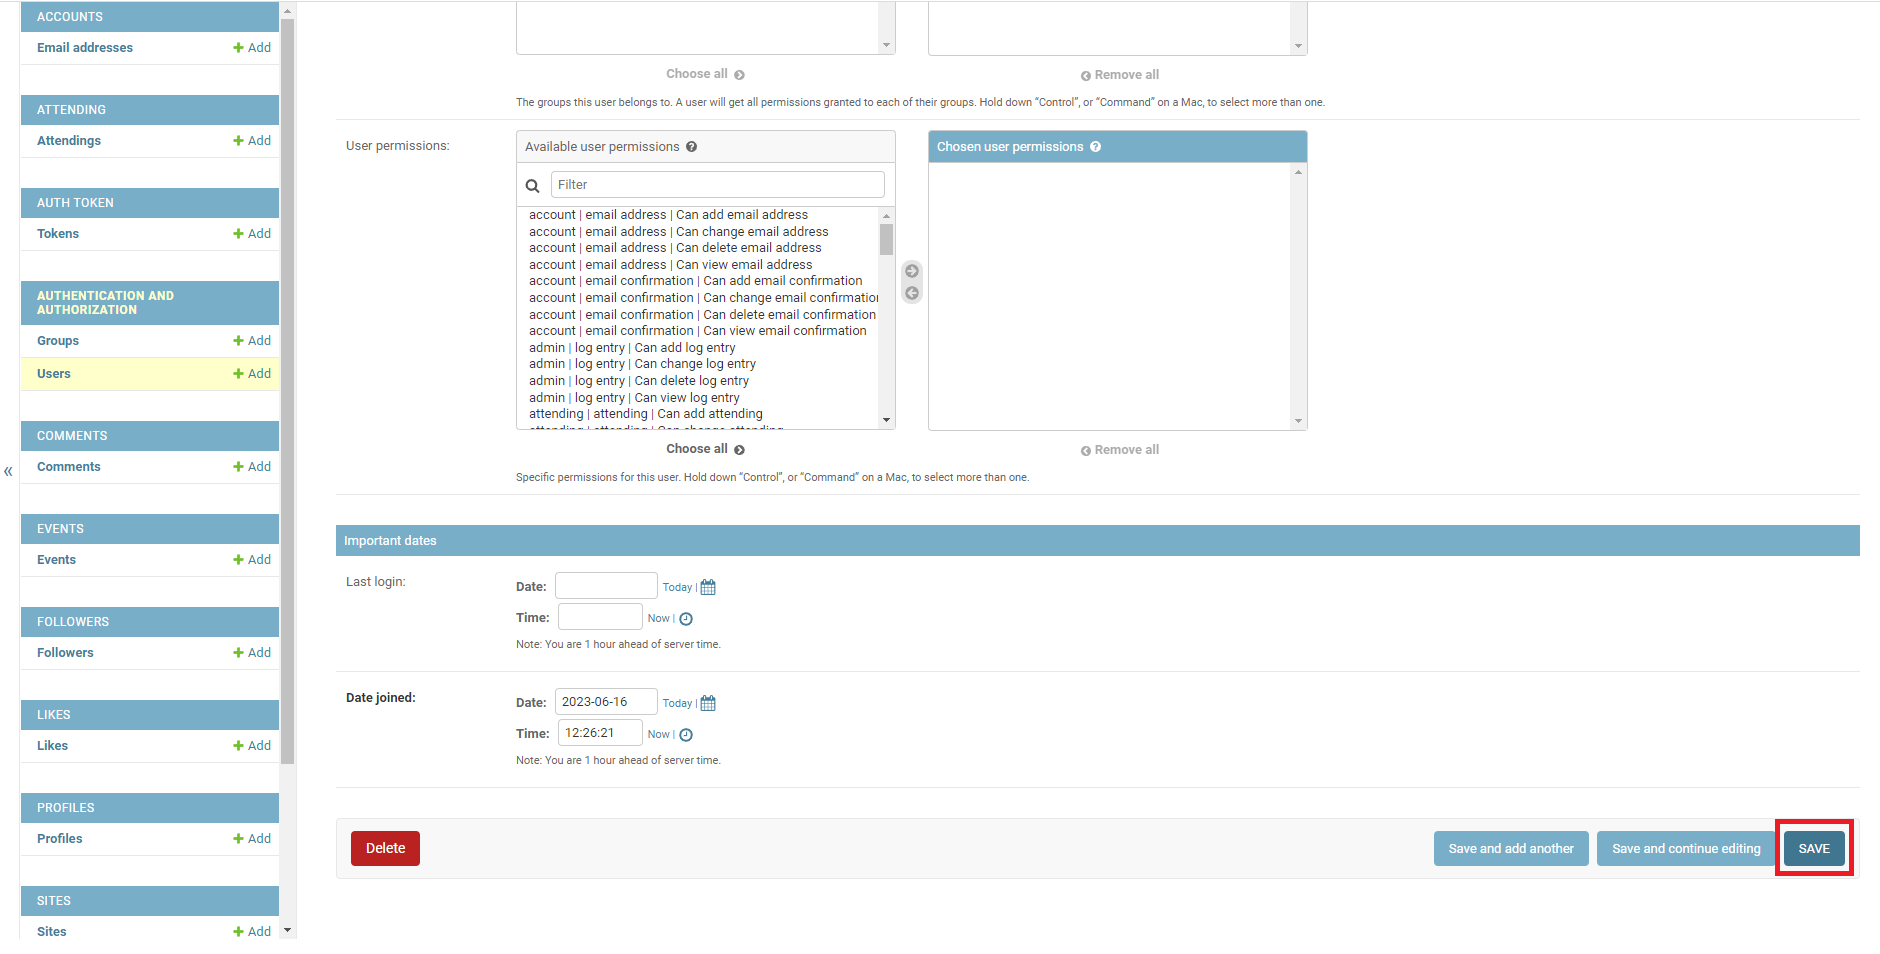 ACCOUNTS
Email addresses
Add
ATTENDING
Attendings
Add
AUTH TOKEN
Tokens
Add
AUTHENTICATION AND
AUTHORIZATION
Groups
Add
Users
Add
COMMENTS
Comments
Add
«
EVENTS
Events
Add
FOLLOWERS
Followers
Add
LIKES
Likes
Add
PROFILES
Profiles
Add
SITES
Sites
Add
Choose all
Remove all
The groups this user belongs to. A user will get all permissions granted to each of their groups. Hold down “Control”, or “Command” on a Mac, to select more than one.
User permissions:
Available user permissions ?
Filter
account | email address | Can add email address
account | email address | Can change email address
account | email address | Can delete email address
account | email address | Can view email address
account | email confirmation | Can add email confirmation
account | email confirmation | Can change email confirmation
account | email confirmation | Can delete email confirmation
account | email confirmation | Can view email confirmation
admin | log entry | Can add log entry
admin | log entry | Can change log entry
admin | log entry | Can delete log entry
admin | log entry | Can view log entry
attending | attending | Can add attending
attending | attending | Can change attending
Choose all
Chosen user permissions ?
Remove all
Specific permissions for this user. Hold down “Control”, or “Command” on a Mac, to select more than one.
Important dates
Last login:
Date:
Today |
Time:
Now |
Note: You are 1 hour ahead of server time.
Date joined:
Date: 2023-06-16 Today |
Time: 12:26:21 Now |
Note: You are 1 hour ahead of server time.
Delete
Save and add another
Save and continue editing
SAVE